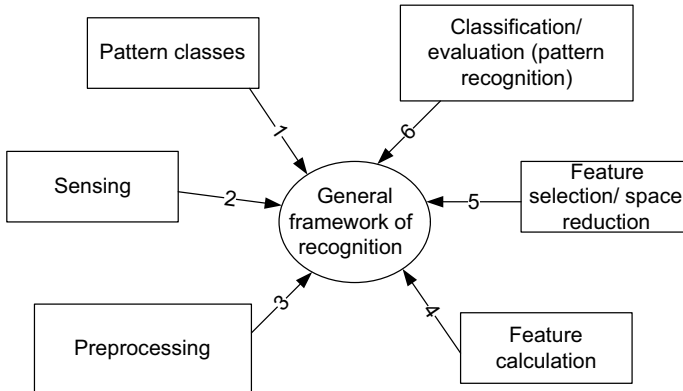 Pattern classes
1
Classification/
evaluation (pattern
recognition)
6
Sensing
2
General
framework of
recognition
5
Feature
selection/ space
reduction
Preprocessing
3
4
Feature
calculation